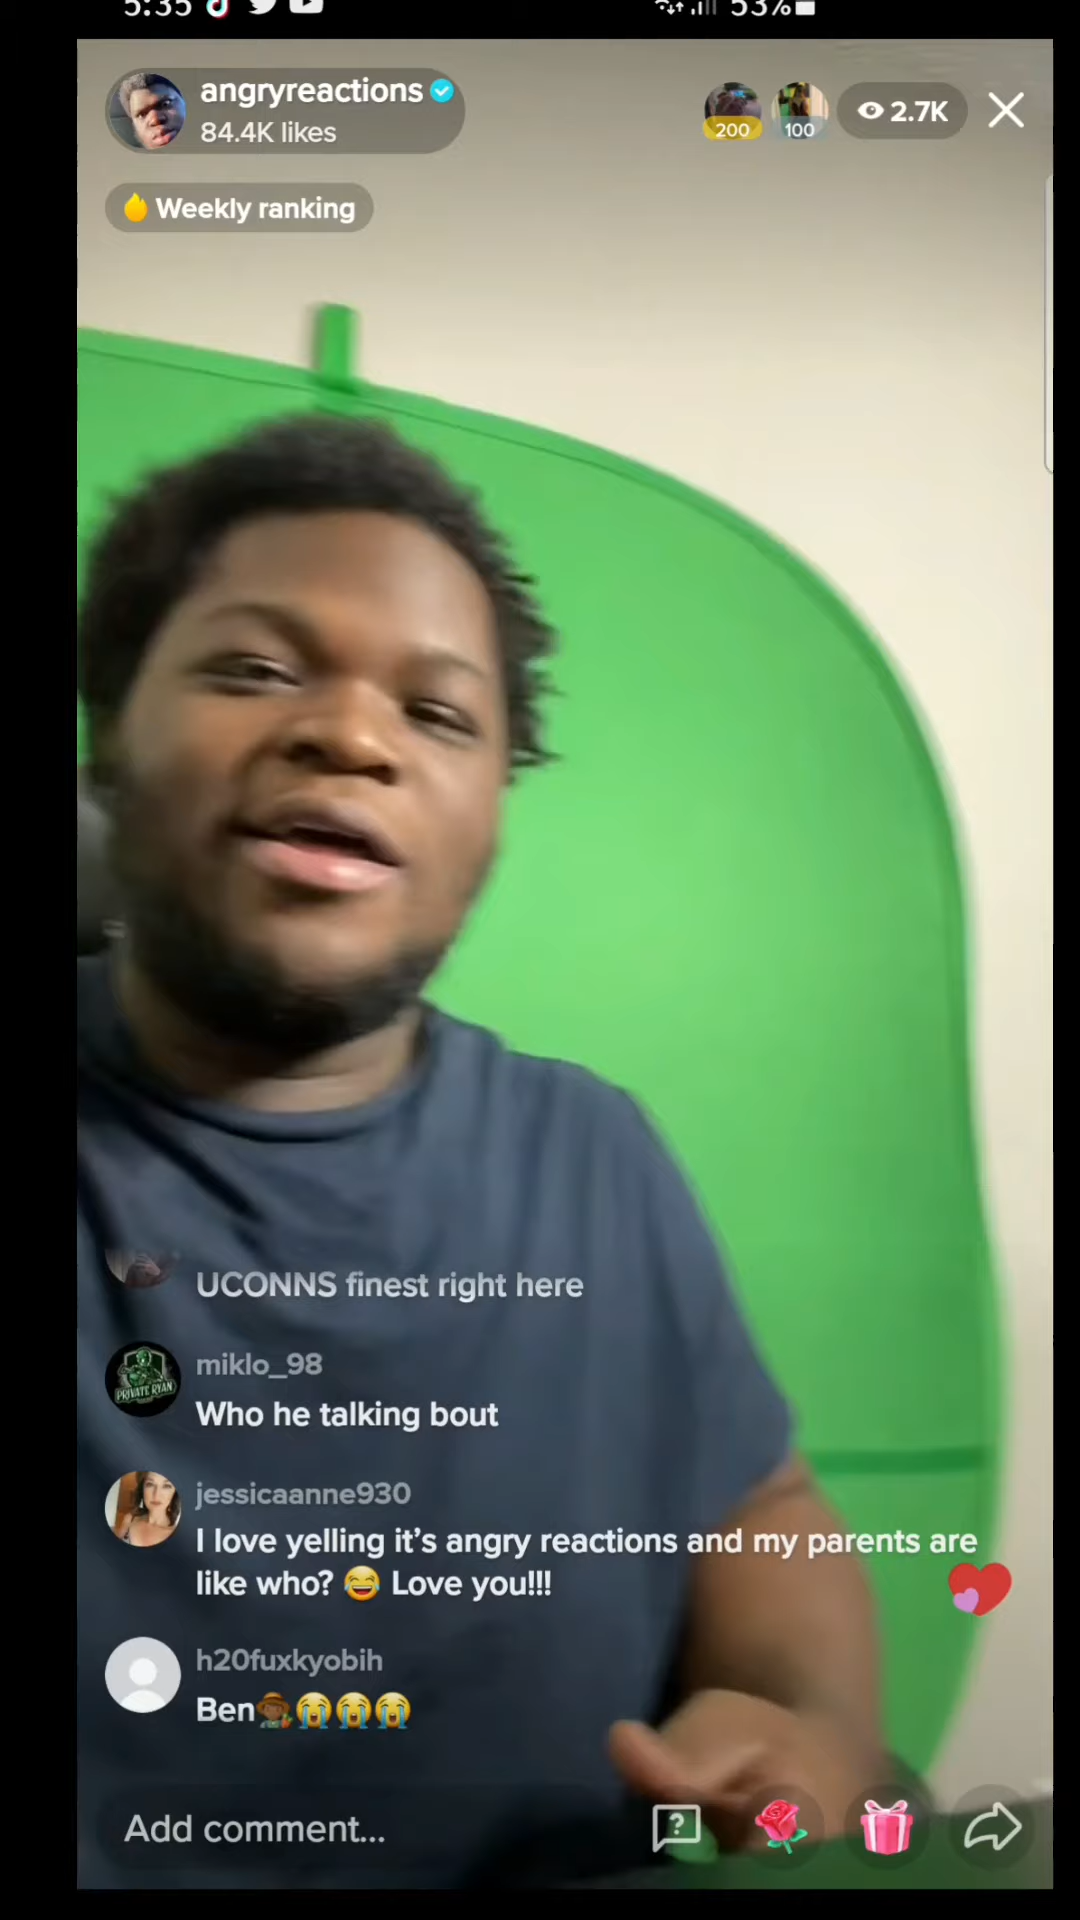 5:35
53%
angryreactions
84.4K likes
200
100
2.7K
Weekly ranking
UCONNS finest right here
miklo_98
PRIVATE RYAN
Who he talking bout
jessicaanne930
I love yelling it's angry reactions and my parents are
like who? 😂 Love you!!!
h20fuxkyobih
Ben👨🏾‍🌾😭😭😭
Add comment...
?